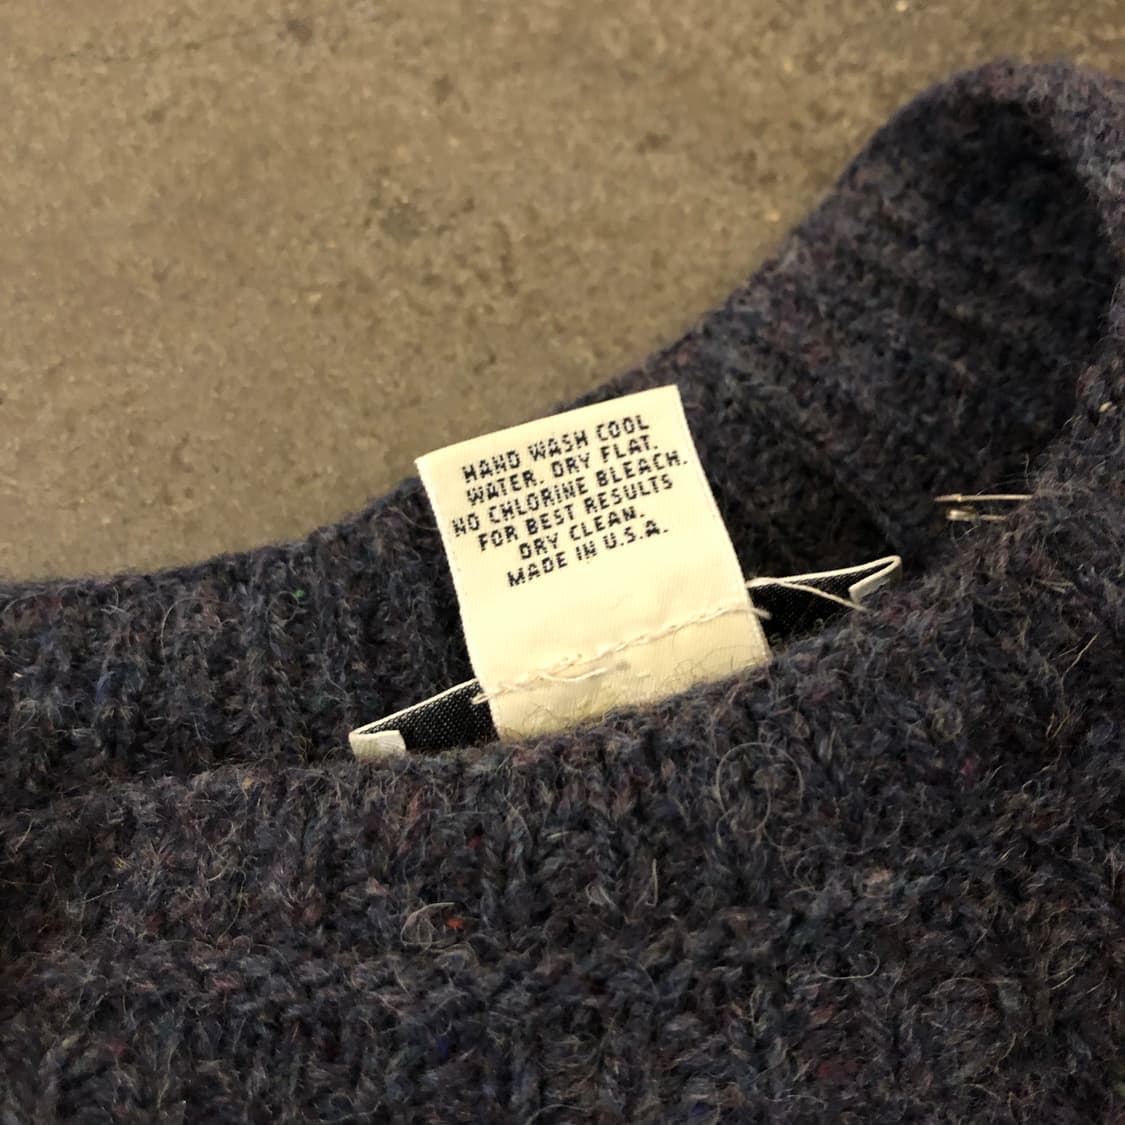 HAND WASH COOL
WATER. DRY FLAT.
NO CHLORINE BLEACH.
FOR BEST RESULTS
DRY CLEAN.
MADE IN U.S.A.